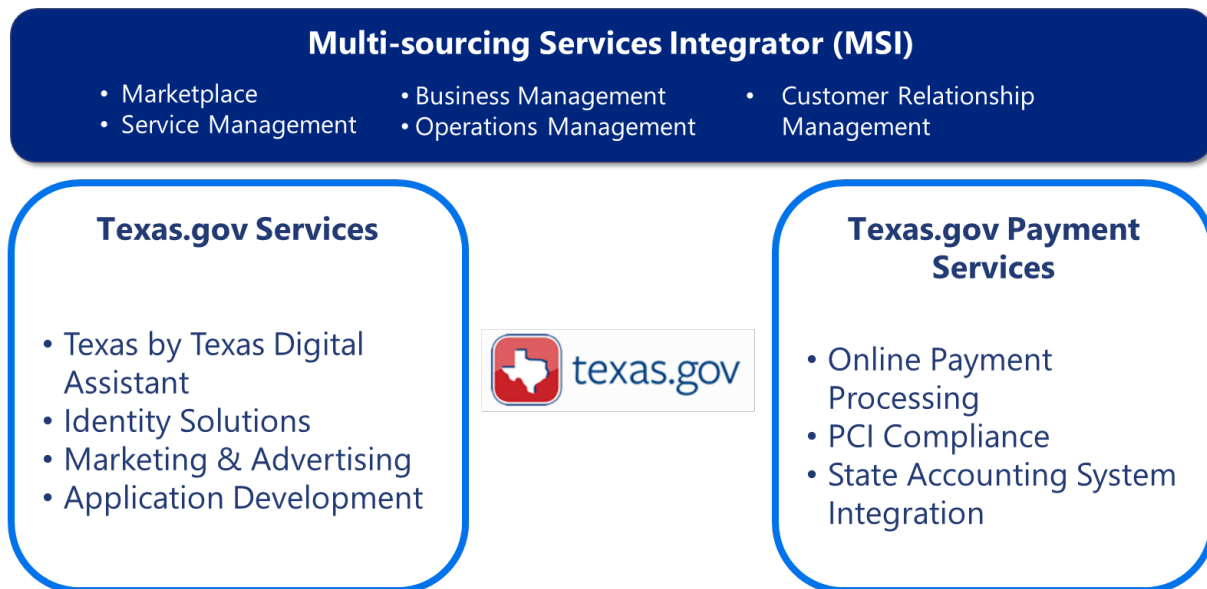 Multi-sourcing Services Integrator (MSI)
• Marketplace
• Service Management
• Business Management
• Operations Management
• Customer Relationship
Management
Texas.gov Services
• Texas by Texas Digital
Assistant
• Identity Solutions
• Marketing & Advertising
• Application Development
texas.gov
Texas.gov Payment
Services
• Online Payment
Processing
• PCI Compliance
• State Accounting System
Integration